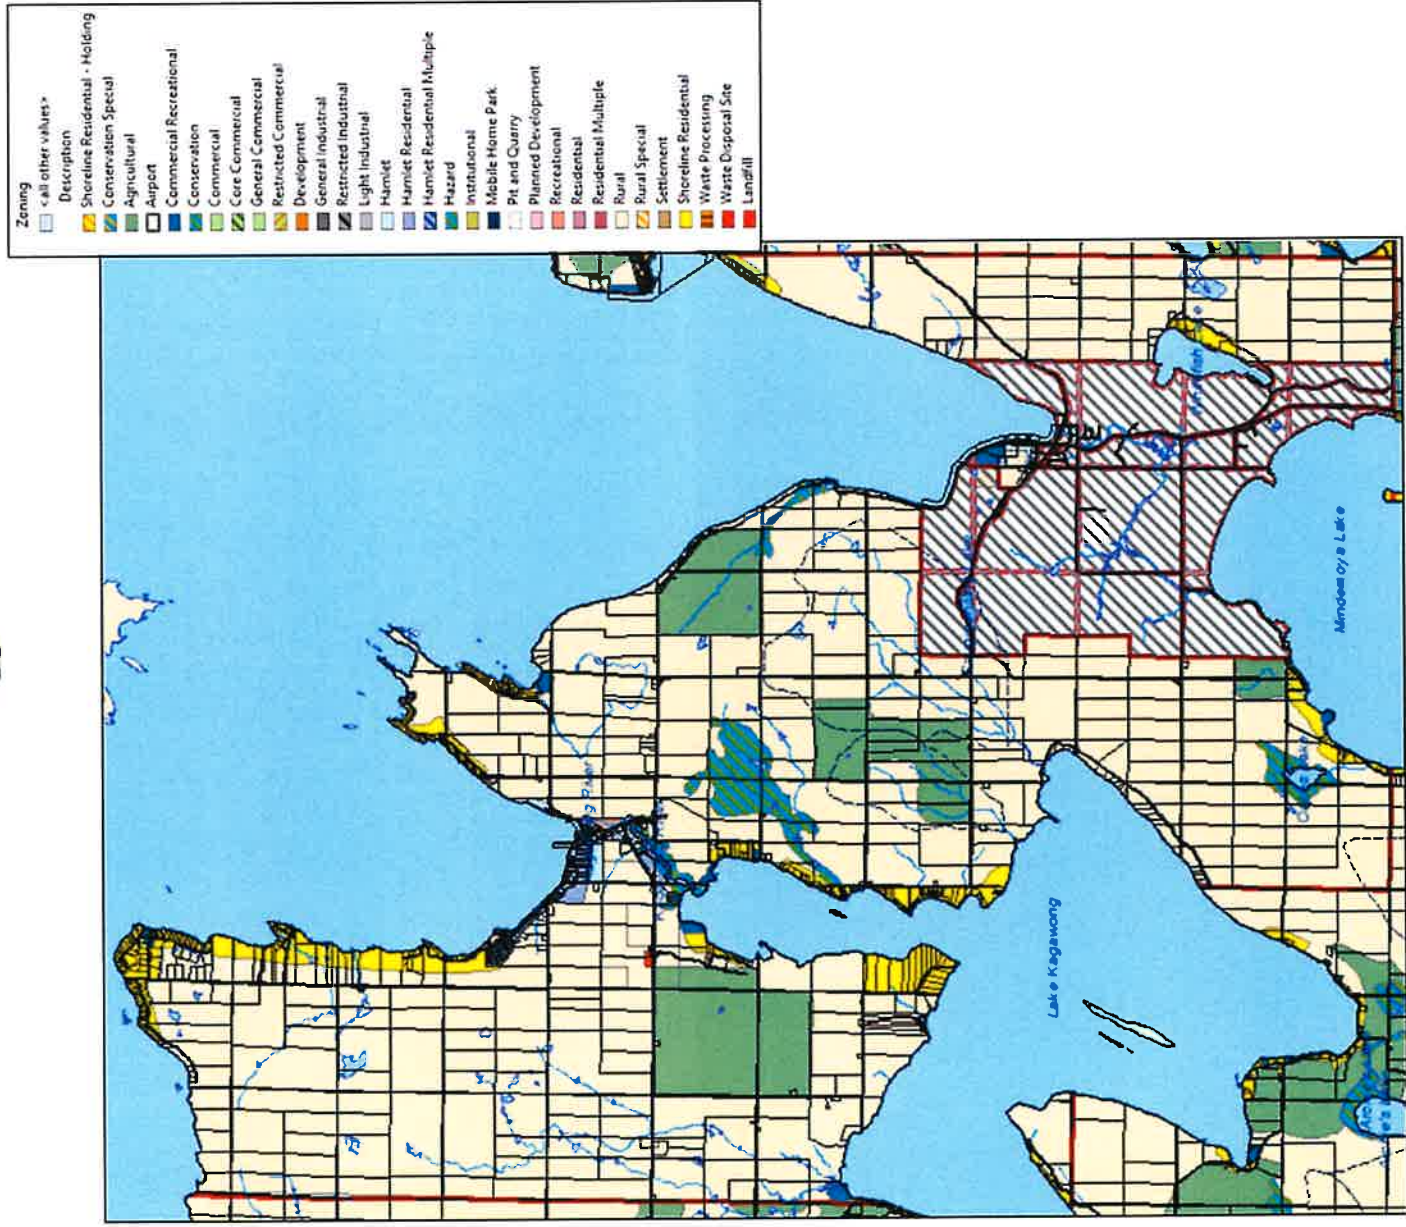 Zoning
<all other values>
Description
Shoreline Residential - Holding
Conservation Special
Agricultural
Airport
Commercial Recreational
Conservation
Commercial
Core Commercial
General Commercial
Restricted Commercial
Development
General Industrial
Restricted Industrial
Light Industrial
Hamlet
Hamlet Residential
Hamlet Residential Multiple
Hazard
Institutional
Mobile Home Park
Pit and Quarry
Planned Development
Recreational
Residential
Residential Multiple
Rural
Rural Special
Settlement
Shoreline Residential
Waste Processing
Waste Disposal Site
Landfill
Lake Kagawong
Mindemoya Lake